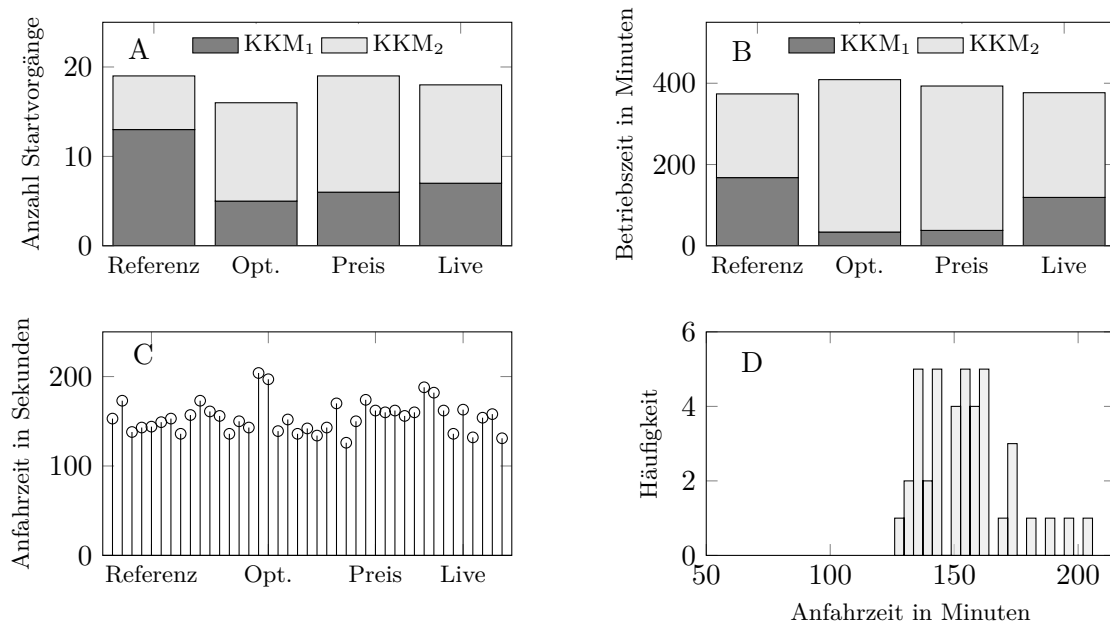 A
KKM₁ KKM₂
Anzahl Startvorgänge
20
10
0
Referenz Opt. Preis Live
B
KKM₁ KKM₂
Betriebszeit in Minuten
400
200
0
Referenz Opt. Preis Live
C
Anfahrzeit in Sekunden
200
100
0
Referenz Opt. Preis Live
D
Häufigkeit
6
4
2
0
50 100 150 200
Anfahrzeit in Minuten